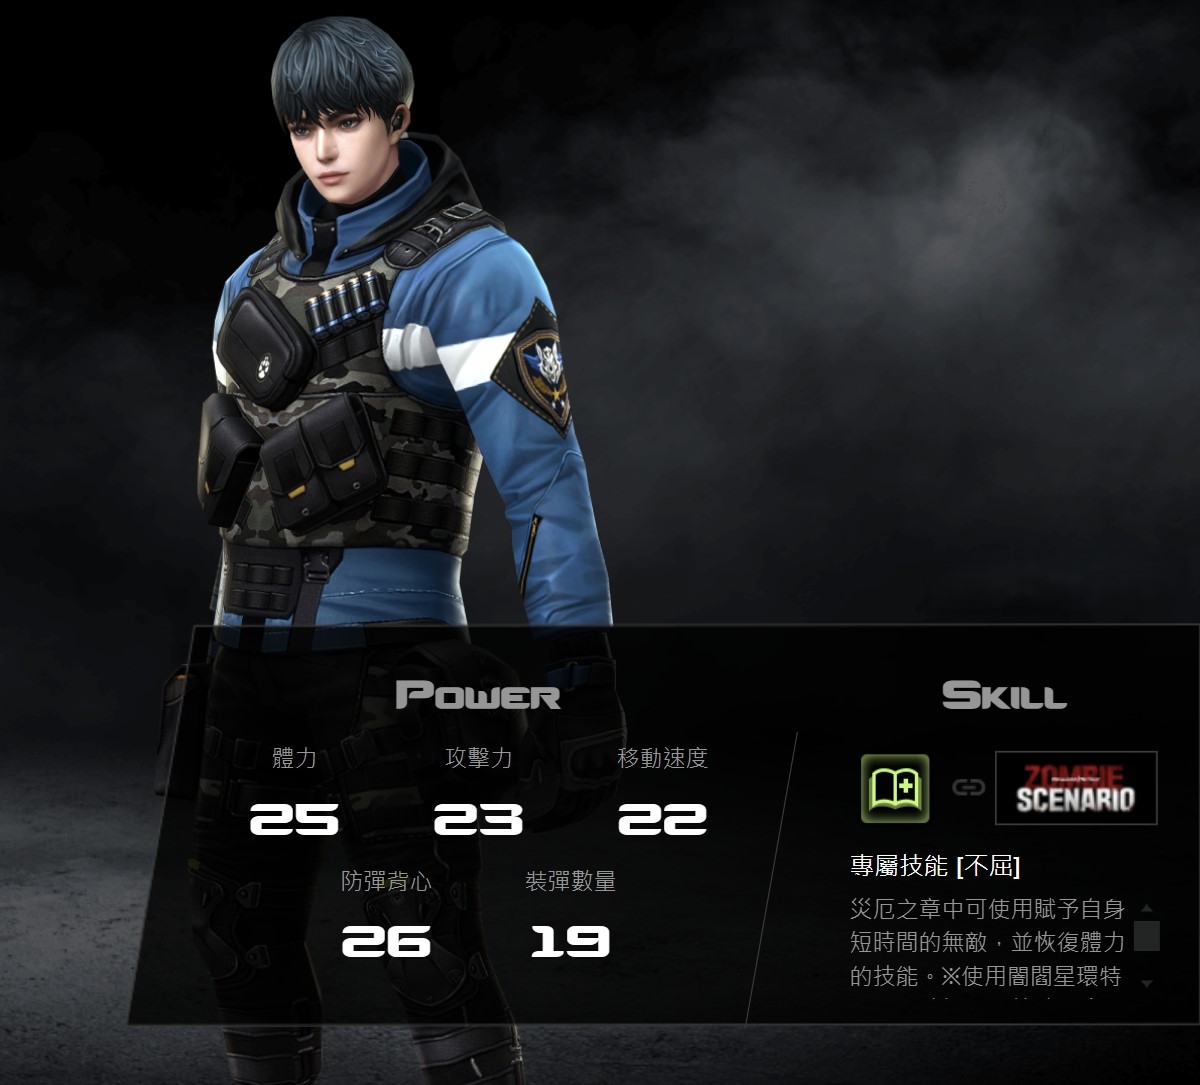 POWER
體力
攻擊力
移動速度
25
23
22
防彈背心
裝彈數量
26
19
SKILL
ZOMBIE
SCENARIO
專屬技能 [不屈]
災厄之章中可使用賦予自身
短時間的無敵，並恢復體力
的技能。※使用闇閻星環特